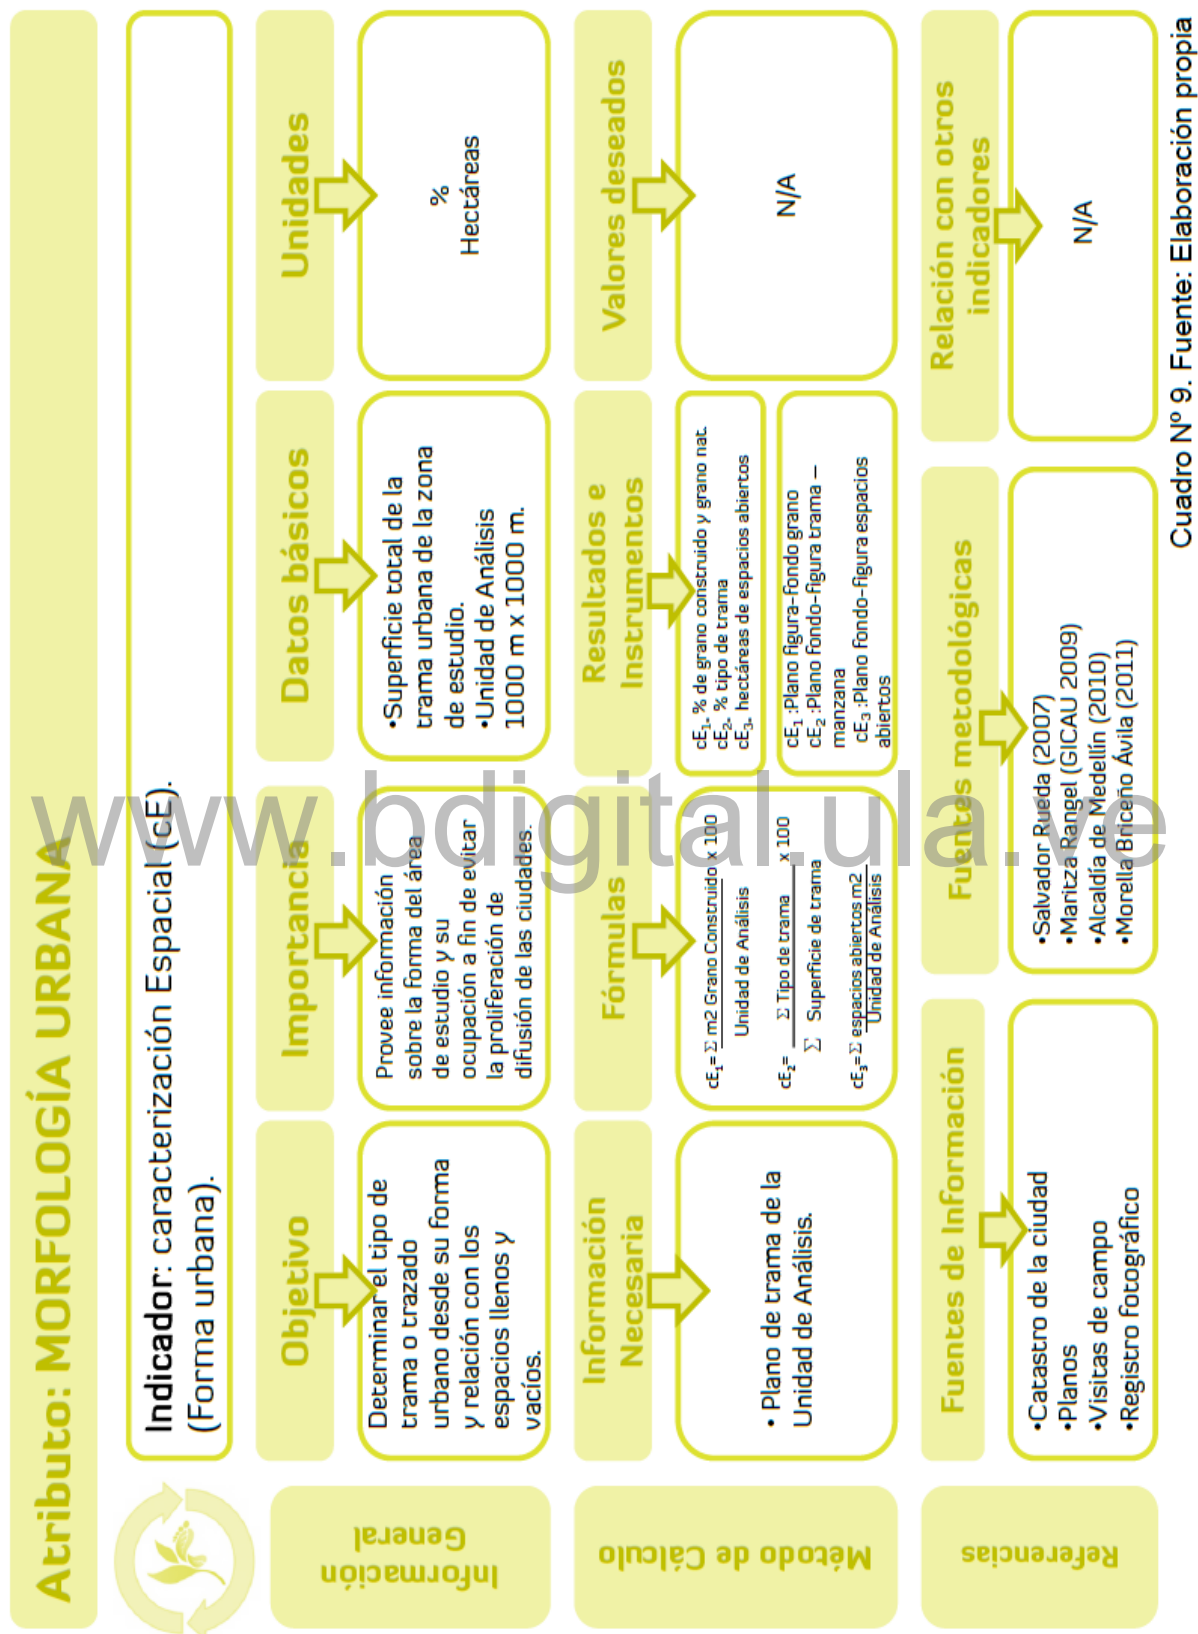 Atributo: MORFOLOGÍA URBANA
Indicador: caracterización Espacial (cE).
(Forma urbana).
Información
General
Objetivo
Determinar el tipo de
trama o trazado
urbano desde su forma
y relación con los
espacios llenos y
vacíos.
Importancia
Provee información
sobre la forma del área
de estudio y su
ocupación a fin de evitar
la proliferación de
difusión de las ciudades.
Datos básicos
•Superficie total de la
trama urbana de la zona
de estudio.
•Unidad de Análisis
1000 m x 1000 m.
Unidades
%
Hectáreas
Método de Cálculo
Información
Necesaria
• Plano de trama de la
Unidad de Análisis.
Fórmulas
cE1= Σ m2 Grano Construido x 100
Unidad de Análisis
cE2= Σ Tipo de trama x 100
Σ Superficie de trama
cE3= Σ espacios abiertos m2
Unidad de Análisis
Resultados e
Instrumentos
cE1. % de grano construido y grano nat.
cE2. % tipo de trama
cE3. hectáreas de espacios abiertos
cE1 :Plano figura-fondo grano
cE2 :Plano fondo-figura trama –
manzana
cE3 :Plano fondo-figura espacios
abiertos
Valores deseados
N/A
Referencias
Fuentes de Información
•Catastro de la ciudad
•Planos
•Visitas de campo
•Registro fotográfico
Fuentes metodológicas
•Salvador Rueda (2007)
•Maritza Rangel (GICAU 2009)
•Alcaldía de Medellín (2010)
•Morella Briceño Ávila (2011)
Relación con otros
indicadores
N/A
Cuadro Nº 9. Fuente: Elaboración propia
www.bdigital.ula.ve